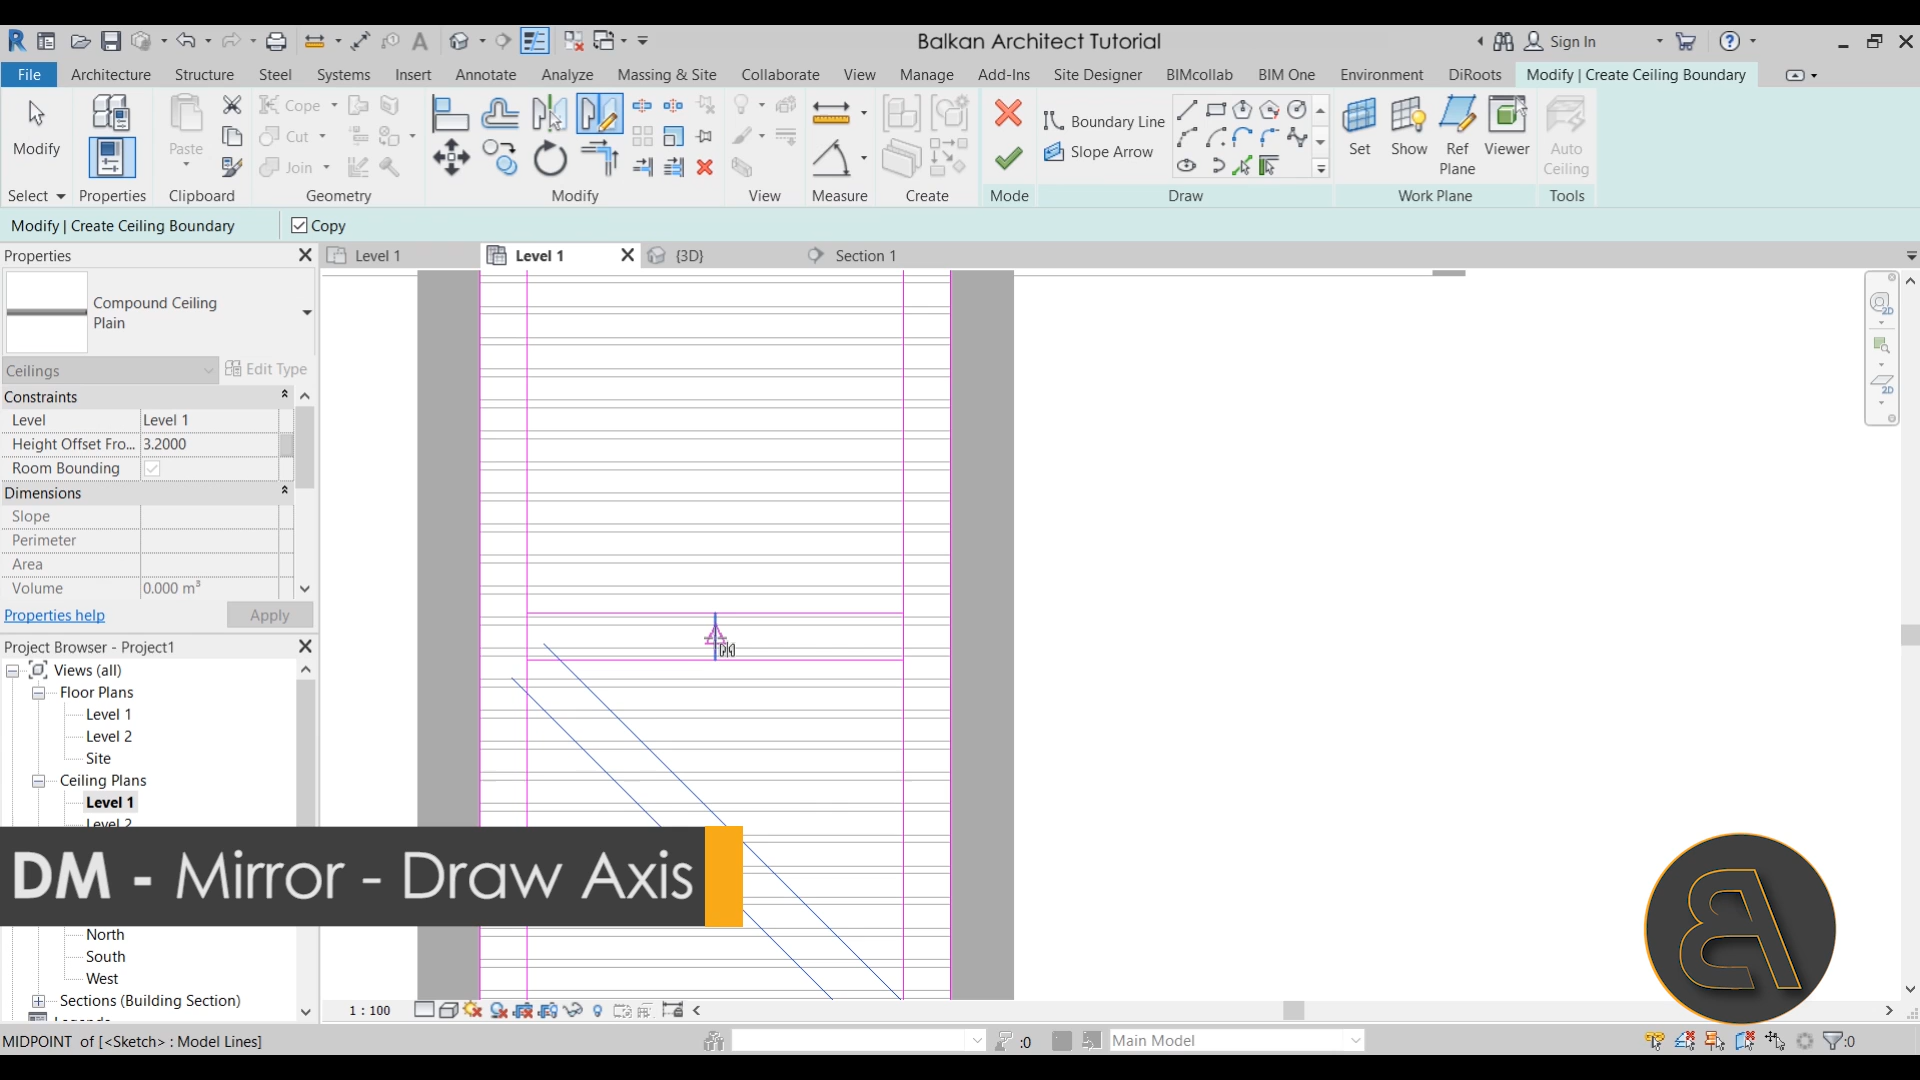 Balkan Architect Tutorial
Sign In
File Architecture Structure Steel Systems Insert Annotate Analyze Massing & Site Collaborate View Manage Add-Ins Site Designer BIMcollab BIM One Environment DiRoots Modify | Create Ceiling Boundary
Modify
Paste
Cope
Cut
Join
Boundary Line
Slope Arrow
Set Show Ref Plane Viewer Auto Ceiling
Select Properties Clipboard Geometry Modify View Measure Create Mode Draw Work Plane Tools
Modify | Create Ceiling Boundary Copy
Properties
Level 1 Level 1 {3D} Section 1
Compound Ceiling
Plain
Ceilings Edit Type
Constraints
Level Level 1
Height Offset Fro... 3.2000
Room Bounding
Dimensions
Slope
Perimeter
Area
Volume 0.000 m³
Properties help Apply
Project Browser - Project1
Views (all)
Floor Plans
Level 1
Level 2
Site
Ceiling Plans
Level 1
Level 2
DM - Mirror - Draw Axis
North
South
West
Sections (Building Section)
1 : 100
MIDPOINT of [<Sketch> : Model Lines]
:0
Main Model
:0